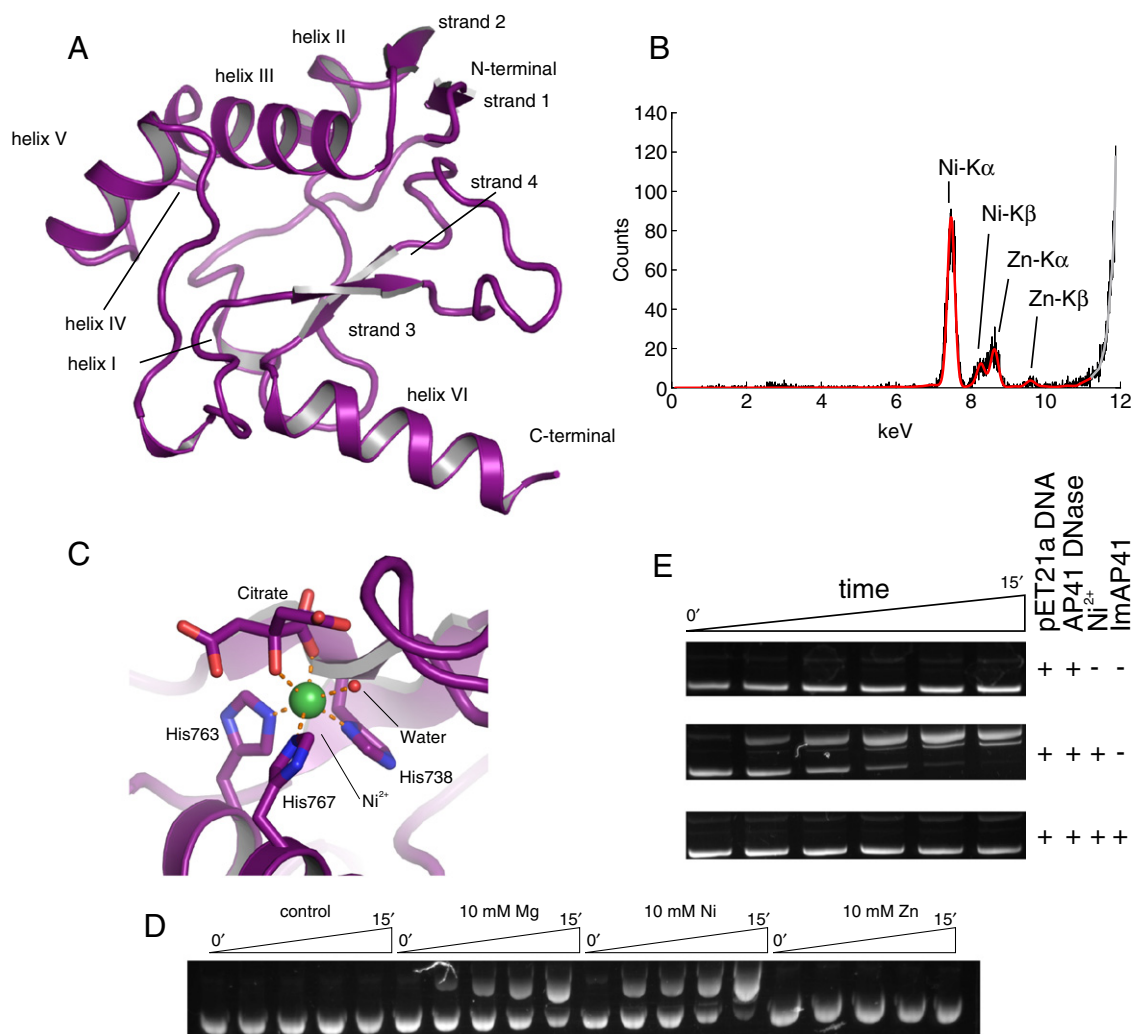 A
strand 2
helix II
N-terminal
helix III
strand 1
helix V
strand 4
helix IV
strand 3
helix I
helix VI
C-terminal
B
140
120
100
80
60
40
20
0
Counts
Ni-Kα
Ni-Kβ
Zn-Kα
Zn-Kβ
0 2 4 6 8 10 12
keV
C
Citrate
His763
Water
His738
His767
Ni²⁺
E
time
0′ 15′
pET21a DNA
AP41 DNase
Ni²⁺
ImAP41
+ + - -
+ + + -
+ + + +
D
control 10 mM Mg 10 mM Ni 10 mM Zn
0′ 15′ 0′ 15′ 0′ 15′ 0′ 15′